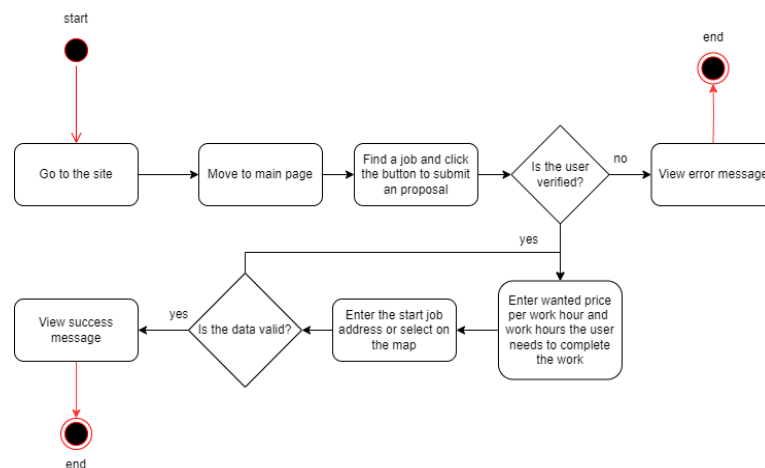 start
end
Go to the site
Move to main page
Find a job and click
the button to submit
an proposal
Is the user
verified?
no
View error message
yes
View success
message
yes
Is the data valid?
Enter the start job
address or select on
the map
Enter wanted price
per work hour and
work hours the user
needs to complete
the work
end